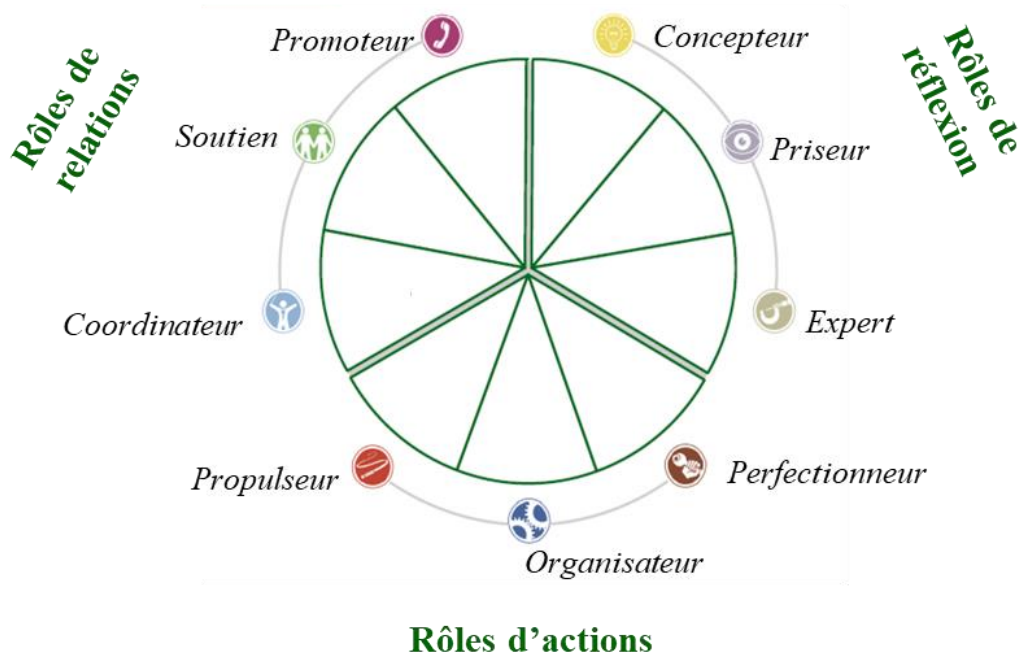 Promoteur
Concepteur
Rôles de
relations
Rôles de
réflexion
Soutien
Priseur
Coordinateur
Expert
Propulseur
Perfectionneur
Organisateur
Rôles d’actions